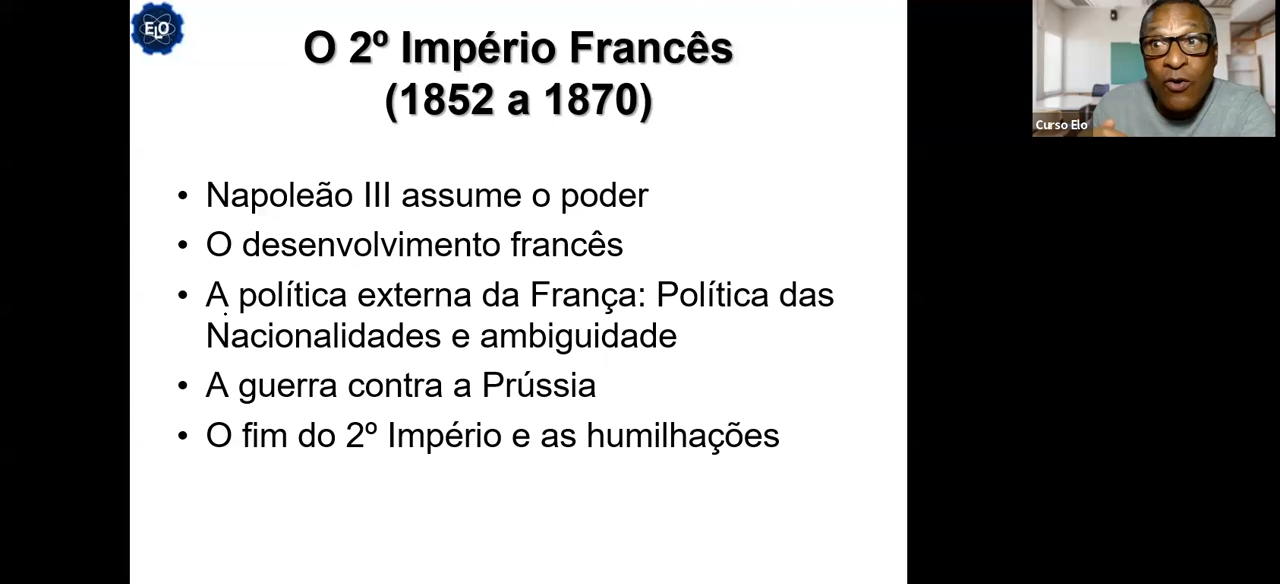 ELO
O 2º Império Francês
(1852 a 1870)
• Napoleão III assume o poder
• O desenvolvimento francês
• A política externa da França: Política das
Nacionalidades e ambiguidade
• A guerra contra a Prússia
• O fim do 2º Império e as humilhações
Curso Elo